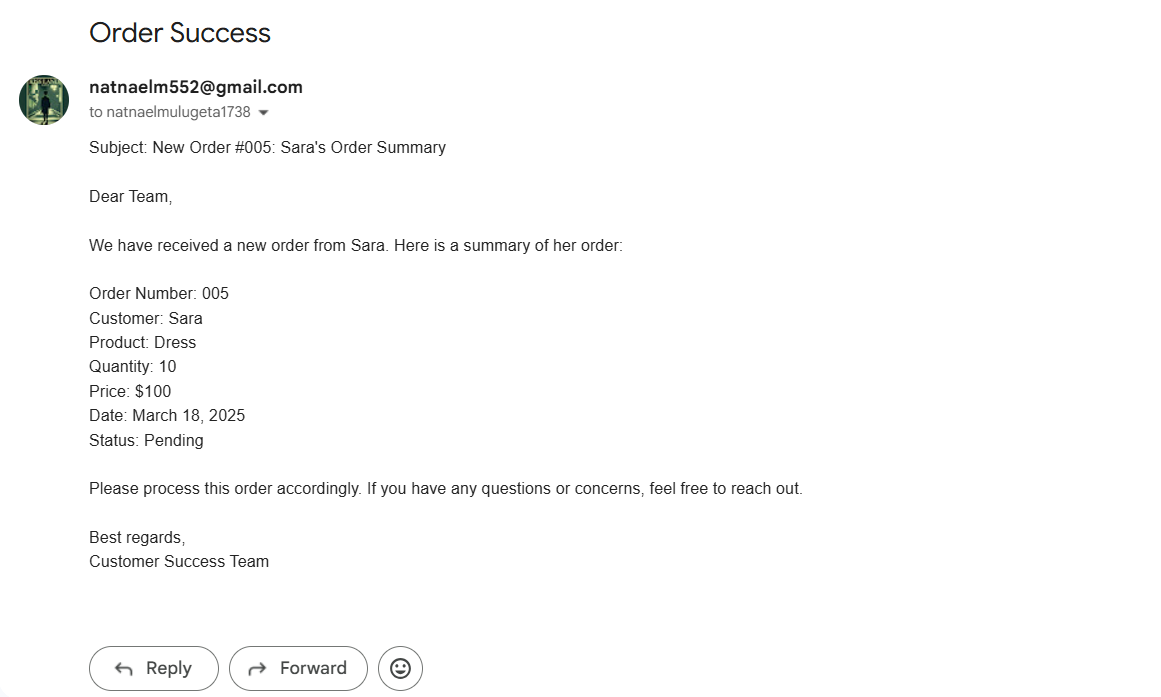 Order Success
natnaelm552@gmail.com
to natnaelmulugeta1738
Subject: New Order #005: Sara's Order Summary
Dear Team,
We have received a new order from Sara. Here is a summary of her order:
Order Number: 005
Customer: Sara
Product: Dress
Quantity: 10
Price: $100
Date: March 18, 2025
Status: Pending
Please process this order accordingly. If you have any questions or concerns, feel free to reach out.
Best regards,
Customer Success Team
Reply
Forward